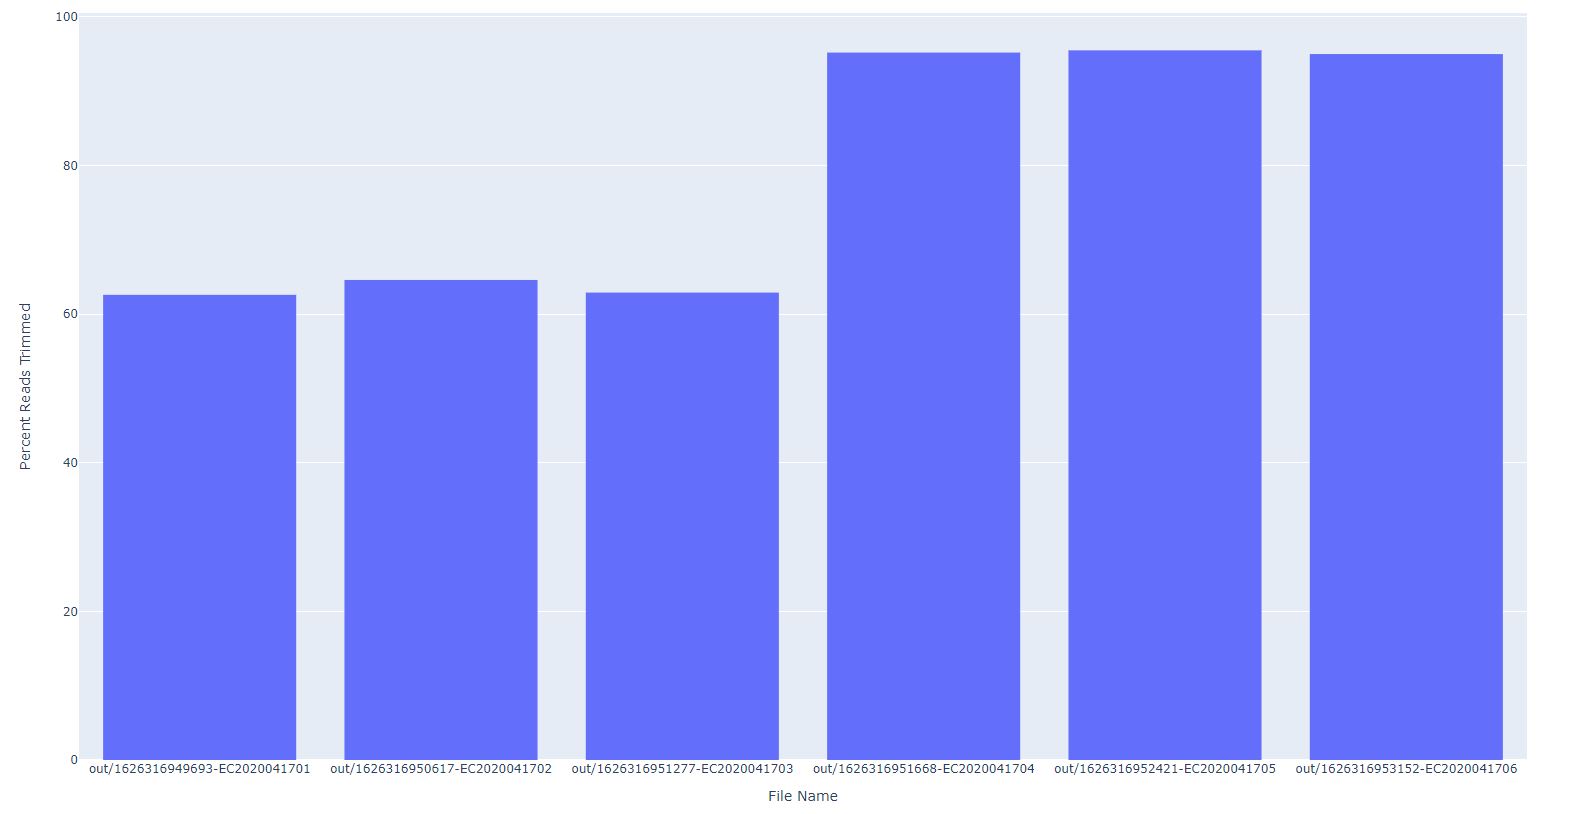 100
80
60
40
20
0
Percent Reads Trimmed
out/1626316949693-EC2020041701
out/1626316950617-EC2020041702
out/1626316951277-EC2020041703
out/1626316951668-EC2020041704
out/1626316952421-EC2020041705
out/1626316953152-EC2020041706
File Name